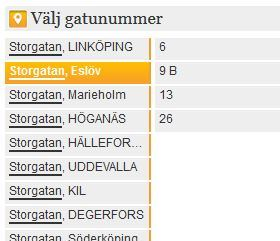 Välj gatunummer
Storgatan, LINKÖPING 6
Storgatan, Eslöv 9 B
Storgatan, Marieholm 13
Storgatan, HÖGANÄS 26
Storgatan, HÄLLEFOR...
Storgatan, UDDEVALLA
Storgatan, KIL
Storgatan, DEGERFORS
Storgatan, Söderköping